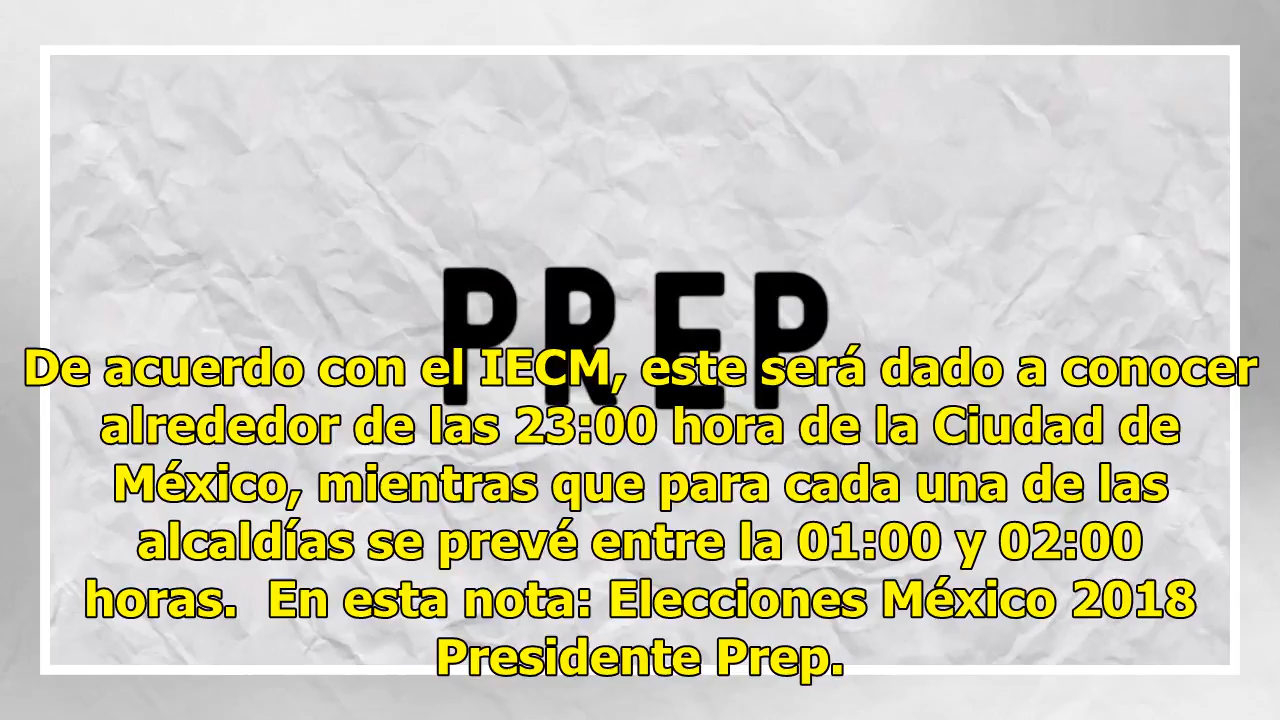 PREP
De acuerdo con el IECM, este será dado a conocer
alrededor de las 23:00 hora de la Ciudad de
México, mientras que para cada una de las
alcaldías se prevé entre la 01:00 y 02:00
horas.  En esta nota: Elecciones México 2018
Presidente Prep.